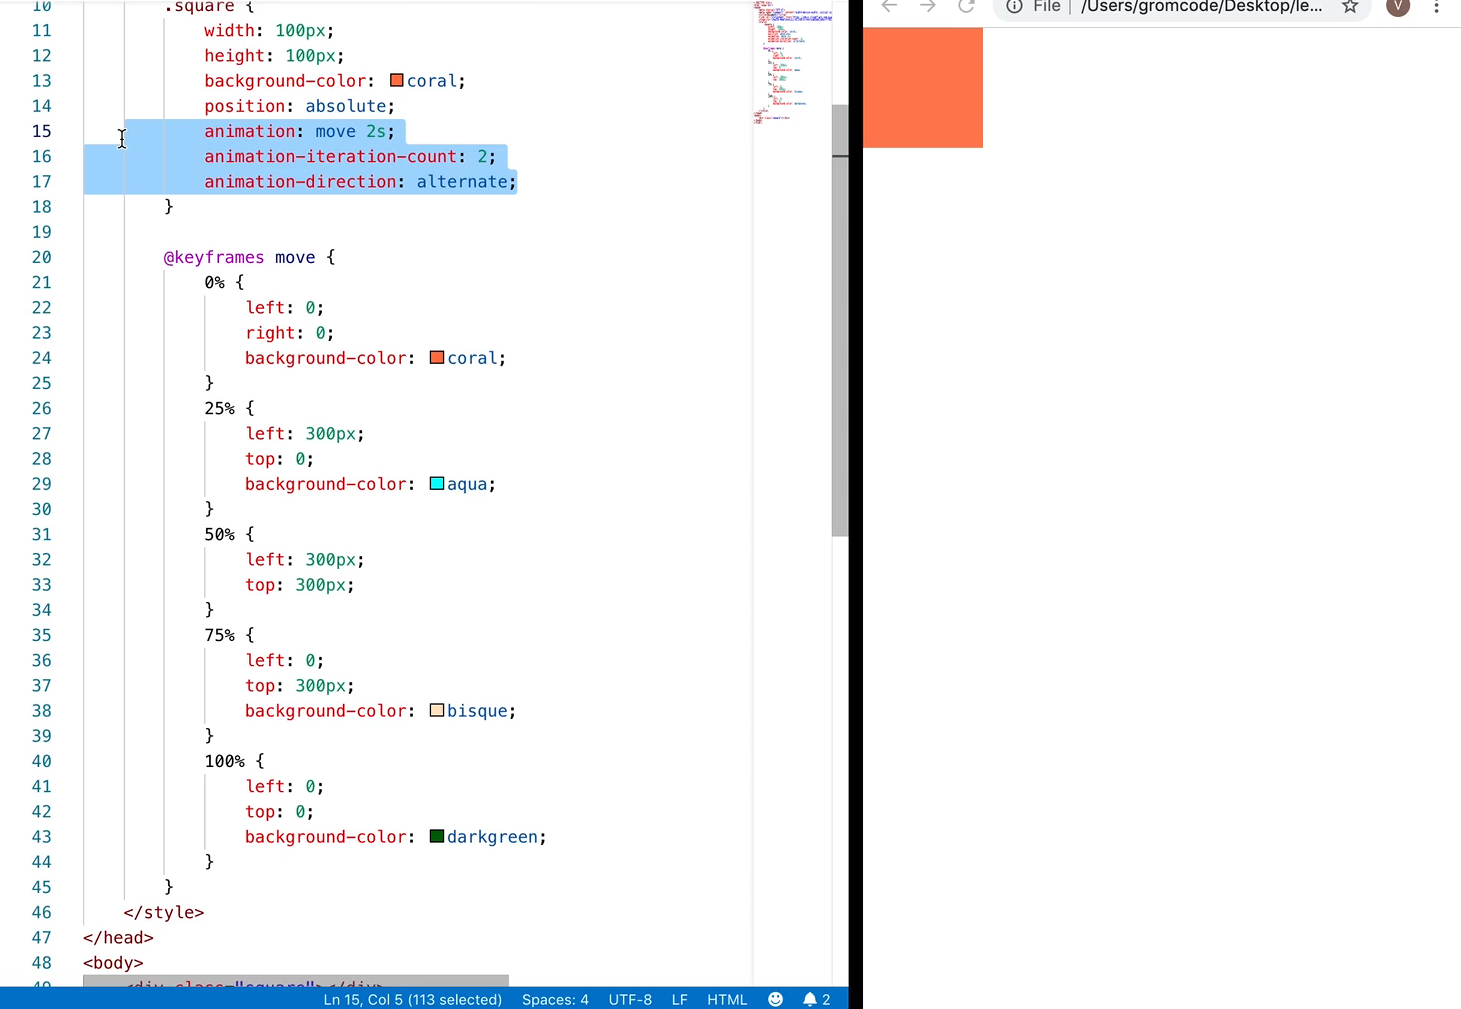 10 .square {
11 width: 100px;
12 height: 100px;
13 background-color: coral;
14 position: absolute;
15 animation: move 2s;
16 animation-iteration-count: 2;
17 animation-direction: alternate;
18 }
19
20 @keyframes move {
21 0% {
22 left: 0;
23 right: 0;
24 background-color: coral;
25 }
26 25% {
27 left: 300px;
28 top: 0;
29 background-color: aqua;
30 }
31 50% {
32 left: 300px;
33 top: 300px;
34 }
35 75% {
36 left: 0;
37 top: 300px;
38 background-color: bisque;
39 }
40 100% {
41 left: 0;
42 top: 0;
43 background-color: darkgreen;
44 }
45 }
46 </style>
47 </head>
48 <body>
49 <div class="square"></div>
Ln 15, Col 5 (113 selected) Spaces: 4 UTF-8 LF HTML 2
File /Users/gromcode/Desktop/le... V